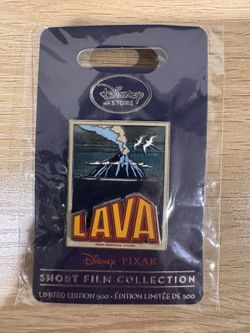 Disney
STORE
LAVA
Disney · PIXAR
SHORT FILM COLLECTION
LIMITED EDITION 500 · ÉDITION LIMITÉE DE 500